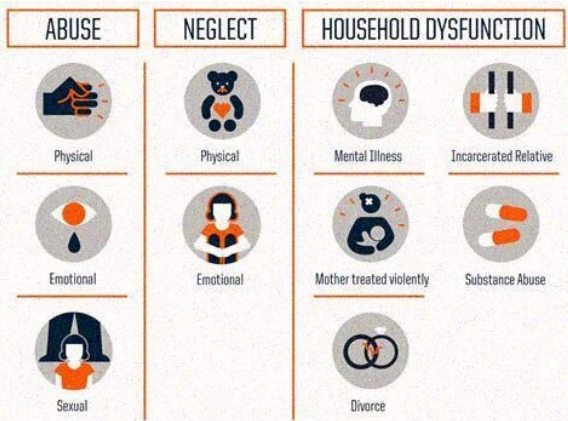 ABUSE
NEGLECT
HOUSEHOLD DYSFUNCTION
Physical
Physical
Mental Illness
Incarcerated Relative
Emotional
Emotional
Mother treated violently
Substance Abuse
Sexual
Divorce